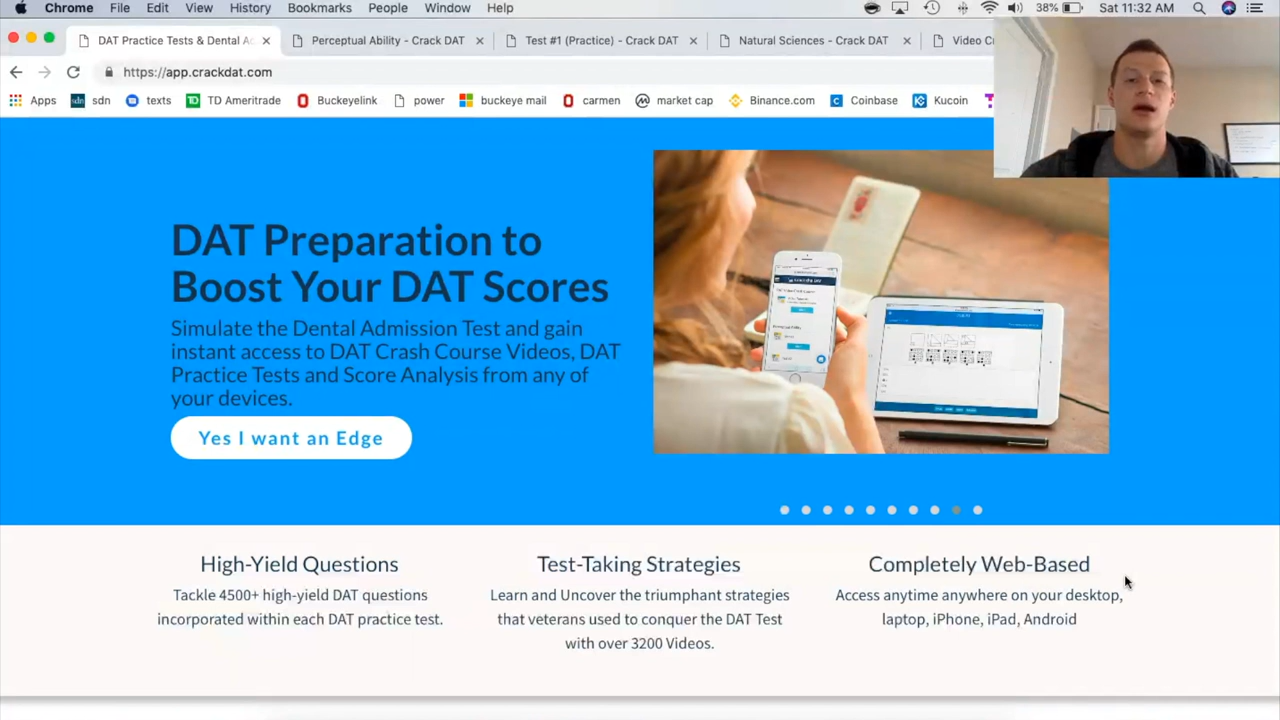 Chrome File Edit View History Bookmarks People Window Help 38% Sat 11:32 AM
DAT Practice Tests & Dental Ac Perceptual Ability - Crack DAT Test #1 (Practice) - Crack DAT Natural Sciences - Crack DAT Video C
https://app.crackdat.com
Apps sdn texts TD Ameritrade Buckeyelink power buckeye mail carmen market cap Binance.com Coinbase Kucoin
DAT Preparation to
Boost Your DAT Scores
Simulate the Dental Admission Test and gain
instant access to DAT Crash Course Videos, DAT
Practice Tests and Score Analysis from any of
your devices.
Yes I want an Edge
High-Yield Questions
Tackle 4500+ high-yield DAT questions
incorporated within each DAT practice test.
Test-Taking Strategies
Learn and Uncover the triumphant strategies
that veterans used to conquer the DAT Test
with over 3200 Videos.
Completely Web-Based
Access anytime anywhere on your desktop,
laptop, iPhone, iPad, Android